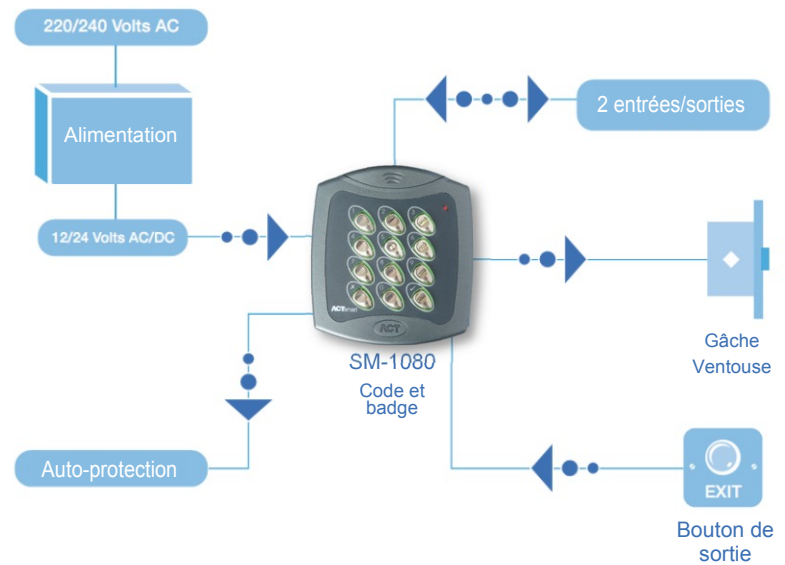 220/240 Volts AC
Alimentation
12/24 Volts AC/DC
2 entrées/sorties
ACTsmart
ACT
SM-1080
Code et
badge
Gâche
Ventouse
Auto-protection
EXIT
Bouton de
sortie